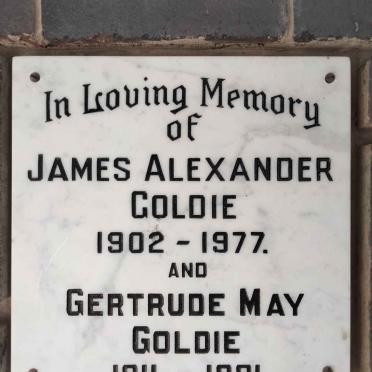 In Loving Memory
of
JAMES ALEXANDER
GOLDIE
1902 - 1977.
AND
GERTRUDE MAY
GOLDIE